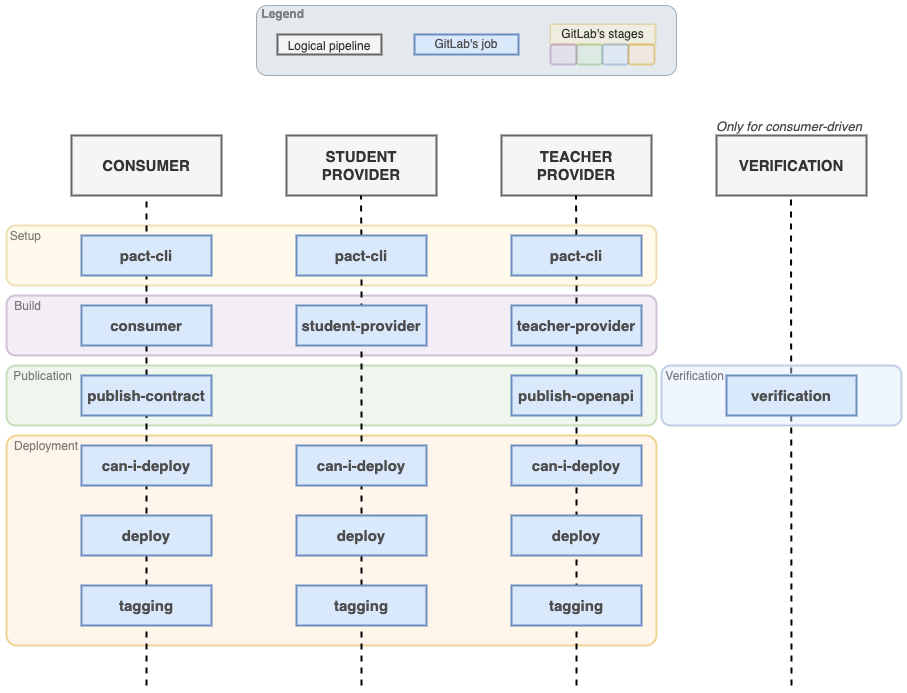 Legend
Logical pipeline
GitLab's job
GitLab's stages
Only for consumer-driven
CONSUMER
STUDENT
PROVIDER
TEACHER
PROVIDER
VERIFICATION
Setup
pact-cli
pact-cli
pact-cli
Build
consumer
student-provider
teacher-provider
Publication
publish-contract
publish-openapi
Verification
verification
Deployment
can-i-deploy
can-i-deploy
can-i-deploy
deploy
deploy
deploy
tagging
tagging
tagging